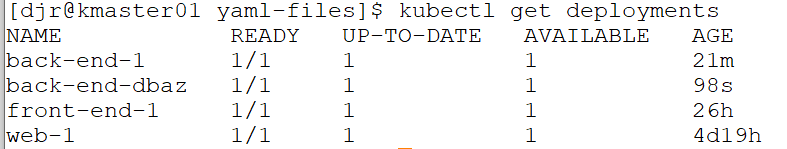 [djr@kmaster01 yaml-files]$ kubectl get deployments
NAME READY UP-TO-DATE AVAILABLE AGE
back-end-1 1/1 1 1 21m
back-end-dbaz 1/1 1 1 98s
front-end-1 1/1 1 1 26h
web-1 1/1 1 1 4d19h